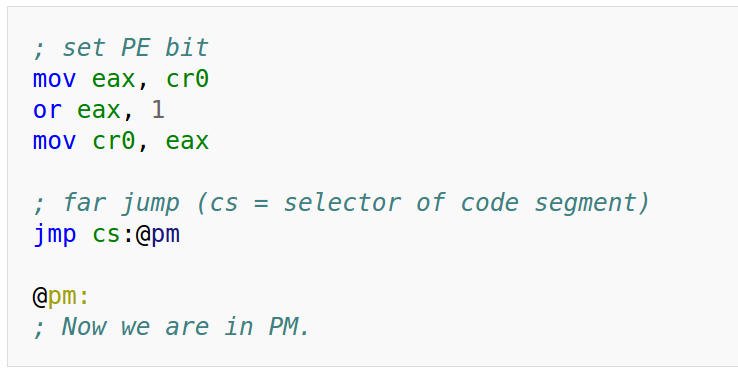 ; set PE bit
mov eax, cr0
or eax, 1
mov cr0, eax
; far jump (cs = selector of code segment)
jmp cs:@pm
@pm:
; Now we are in PM.